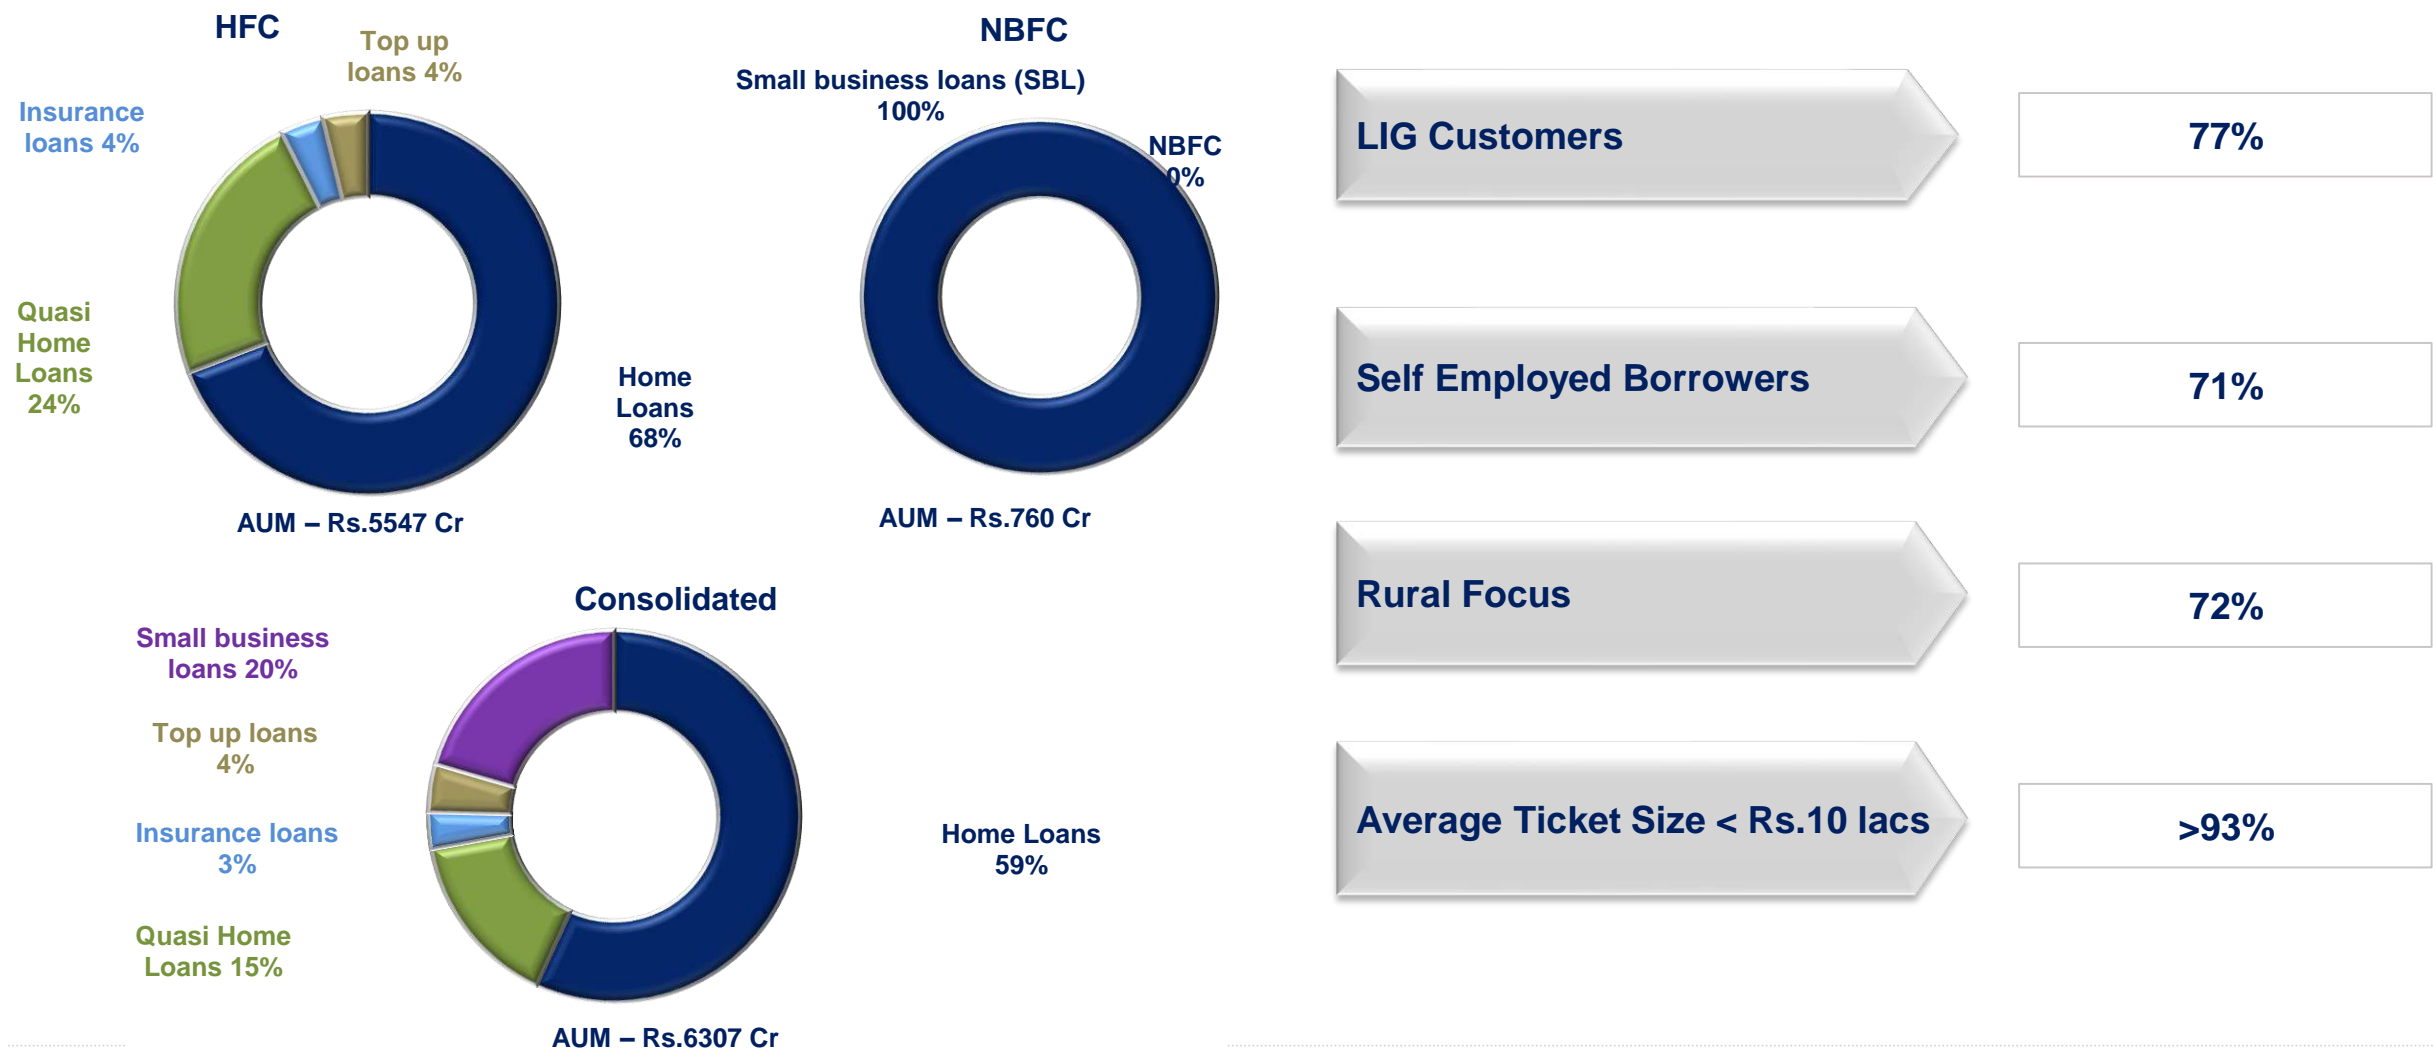 HFC
Top up
loans 4%
Insurance
loans 4%
Quasi
Home
Loans
24%
Home
Loans
68%
AUM – Rs.5547 Cr
NBFC
Small business loans (SBL)
100%
NBFC
0%
AUM – Rs.760 Cr
Consolidated
Small business
loans 20%
Top up loans
4%
Insurance loans
3%
Quasi Home
Loans 15%
Home Loans
59%
AUM – Rs.6307 Cr
LIG Customers
77%
Self Employed Borrowers
71%
Rural Focus
72%
Average Ticket Size < Rs.10 lacs
>93%